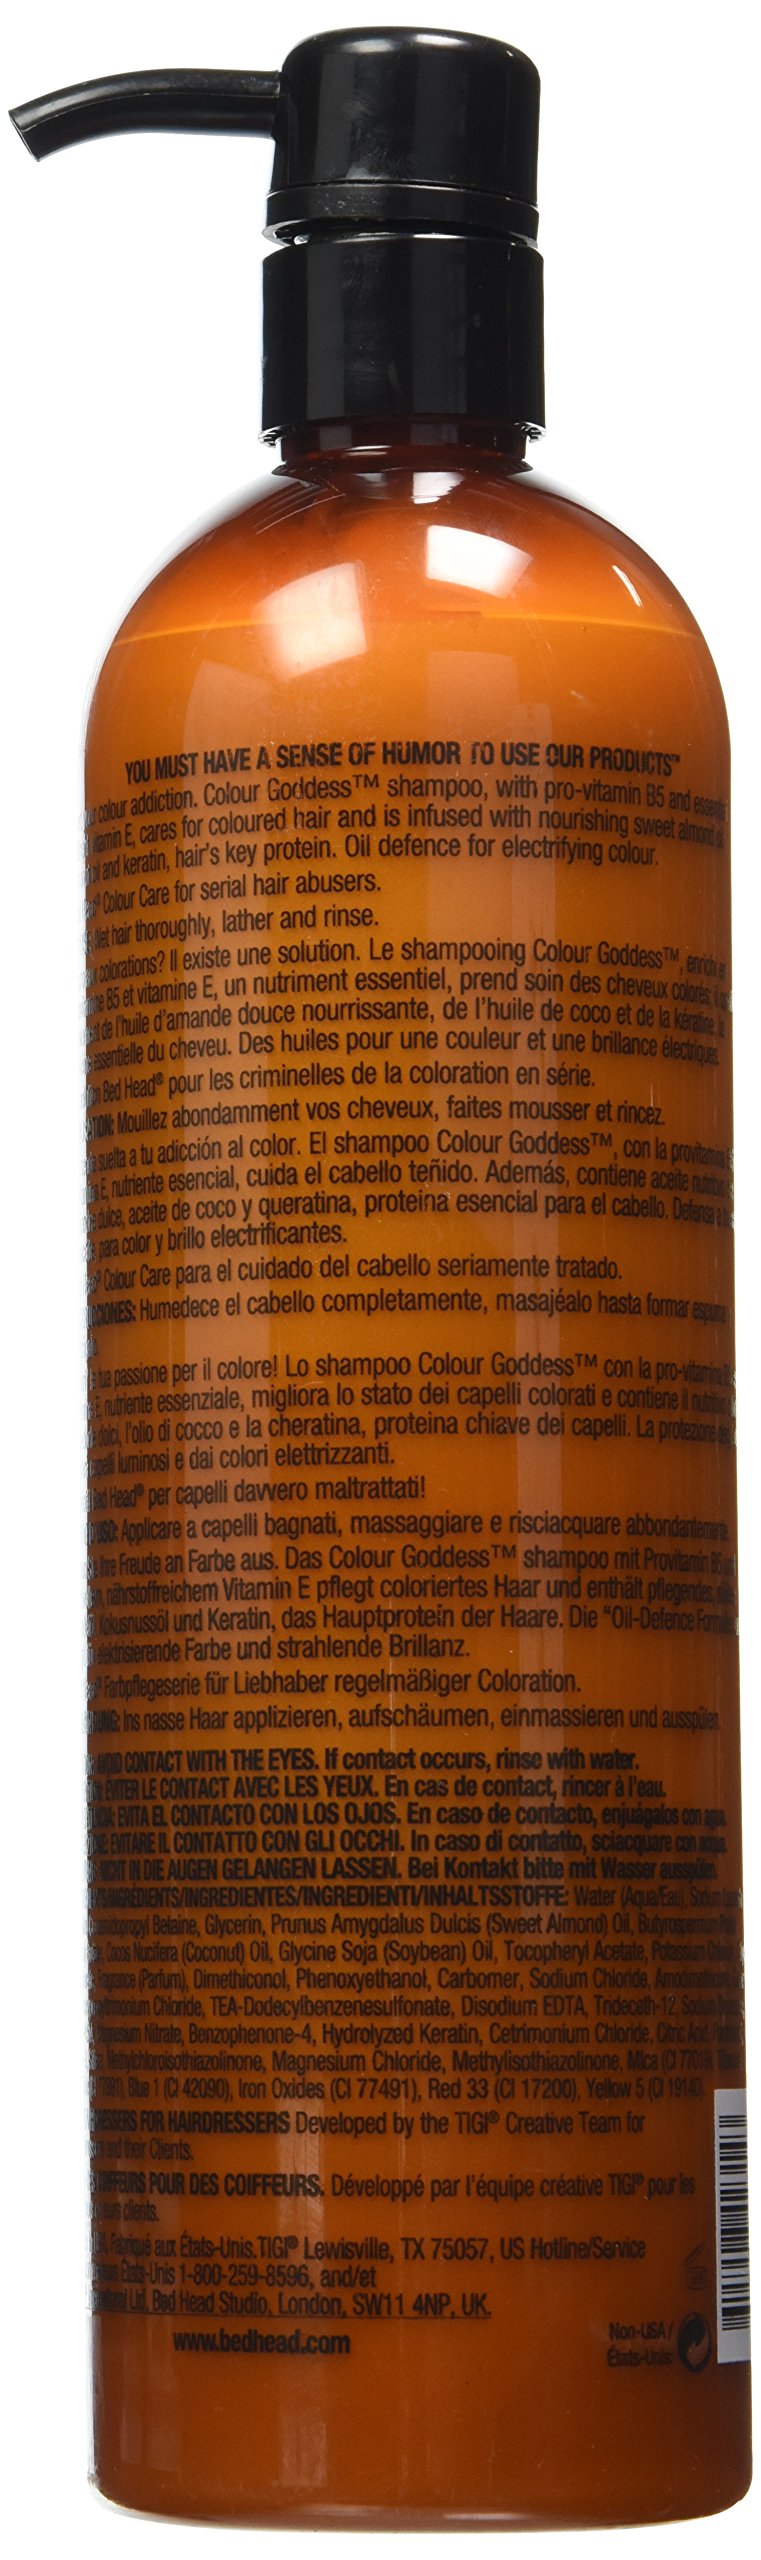 YOU MUST HAVE A SENSE OF HUMOR TO USE OUR PRODUCTS™
colour addiction. Colour Goddess™ shampoo, with pro-vitamin B5 and
vitamin E, cares for coloured hair and is infused with nourishing sweet almond oil
oil and keratin, hair's key protein. Oil defence for electrifying colour.
Colour Care for serial hair abusers.
Wet hair thoroughly, lather and rinse.
colorations? Il existe une solution. Le shampooing Colour Goddess™, enrichi en
B5 et vitamine E, un nutriment essentiel, prend soin des cheveux colorés;
de l'huile d'amande douce nourrissante, de l'huile de coco et de la kératine, la
essentielle du cheveu. Des huiles pour une couleur et une brillance électriques.
Bed Head® pour les criminelles de la coloration en série.
Mouillez abondamment vos cheveux, faites mousser et rincez.
suelta a tu adicción al color. El shampoo Colour Goddess™, con la provitamina
E, nutriente esencial, cuida el cabello teñido. Además, contiene aceite nutritivo
dulce, aceite de coco y queratina, proteina esencial para el cabello. Defensa
para color y brillo electrificantes.
Colour Care para el cuidado del cabello seriamente tratado.
Humedece el cabello completamente, masajéalo hasta formar espuma
tua passione per il colore! Lo shampoo Colour Goddess™ con la pro-vitamina
E, nutriente essenziale, migliora lo stato dei capelli colorati e contiene il nutritivo
dolci, l'olio di cocco e la cheratina, proteina chiave dei capelli. La protezione
capelli luminosi e dai colori elettrizzanti.
Bed Head® per capelli davvero maltrattati!
D'USO: Applicare a capelli bagnati, massaggiare e risciacquare abbondantemente.
Ihre Freude an Farbe aus. Das Colour Goddess™ shampoo mit Provitamin B5 und
nährstoffreichem Vitamin E pflegt coloriertes Haar und enthält pflegendes,
Kokusnussöl und Keratin, das Hauptprotein der Haare. Die "Oil-Defence
elektrisierende Farbe und strahlende Brillanz.
Farbpflegeserie für Liebhaber regelmäßiger Coloration.
Ins nasse Haar applizieren, aufschäumen, einmassieren und ausspülen.
AVOID CONTACT WITH THE EYES. If contact occurs, rinse with water.
EVITER LE CONTACT AVEC LES YEUX. En cas de contact, rincer à l'eau.
EVITA EL CONTACTO CON LOS OJOS. En caso de contacto, enjuágalos con agua.
EVITARE IL CONTATTO CON GLI OCCHI. In caso di contatto, sciacquare con acqua.
NICHT IN DIE AUGEN GELANGEN LASSEN. Bei Kontakt bitte mit Wasser ausspülen.
INGRÉDIENTS/INGREDIENTES/INGREDIENTI/INHALTSSTOFFE: Water (Aqua/Eau), Sodium
Betaine, Glycerin, Prunus Amygdalus Dulcis (Sweet Almond) Oil, Butyrospermum
Cocos Nucifera (Coconut) Oil, Glycine Soja (Soybean) Oil, Tocopheryl Acetate, Potassium
Fragrance (Parfum), Dimethiconol, Phenoxyethanol, Carbomer, Sodium Chloride,
Chloride, TEA-Dodecylbenzenesulfonate, Disodium EDTA, Trideceth-12,
Magnesium Nitrate, Benzophenone-4, Hydrolyzed Keratin, Cetrimonium Chloride, Citric Acid,
Methylchloroisothiazolinone, Magnesium Chloride, Methylisothiazolinone, Mica (CI 77019),
Blue 1 (CI 42090), Iron Oxides (CI 77491), Red 33 (CI 17200), Yellow 5 (CI 19140).
FOR HAIRDRESSERS Developed by the TIGI® Creative Team for
and their Clients.
COIFFEURS POUR DES COIFFEURS. Développé par l'équipe créative TIGI® pour les
clients.
Fabriqué aux États-Unis.TIGI® Lewisville, TX 75057, US Hotline/Service
États-Unis 1-800-259-8596, and/et
Ltd, Bed Head Studio, London, SW11 4NP, UK.
www.bedhead.com
Non-USA/
États-Unis: